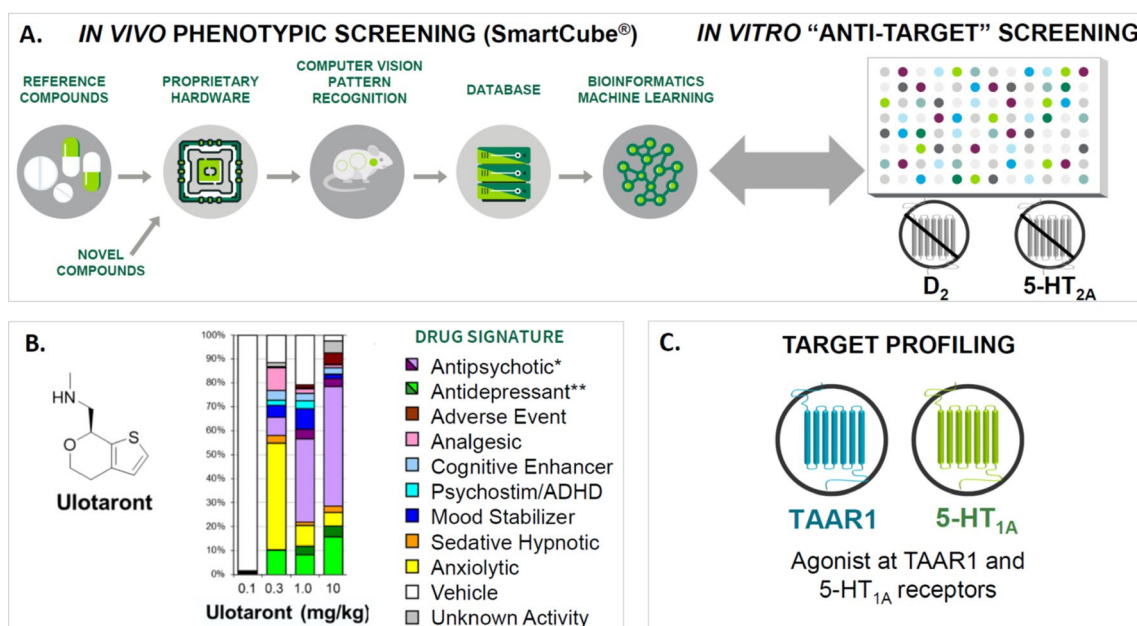 A.
IN VIVO PHENOTYPIC SCREENING (SmartCube®)
IN VITRO “ANTI-TARGET” SCREENING
REFERENCE
COMPOUNDS
PROPRIETARY
HARDWARE
COMPUTER VISION
PATTERN
RECOGNITION
DATABASE
BIOINFORMATICS
MACHINE LEARNING
NOVEL
COMPOUNDS
D2
5-HT2A
B.
HN
O
S
Ulotaront
100%
90%
80%
70%
60%
50%
40%
30%
20%
10%
0%
0.1 0.3 1.0 10
Ulotaront (mg/kg)
DRUG SIGNATURE
Antipsychotic*
Antidepressant**
Adverse Event
Analgesic
Cognitive Enhancer
Psychostim/ADHD
Mood Stabilizer
Sedative Hypnotic
Anxiolytic
Vehicle
Unknown Activity
C.
TARGET PROFILING
TAAR1
5-HT1A
Agonist at TAAR1 and
5-HT1A receptors